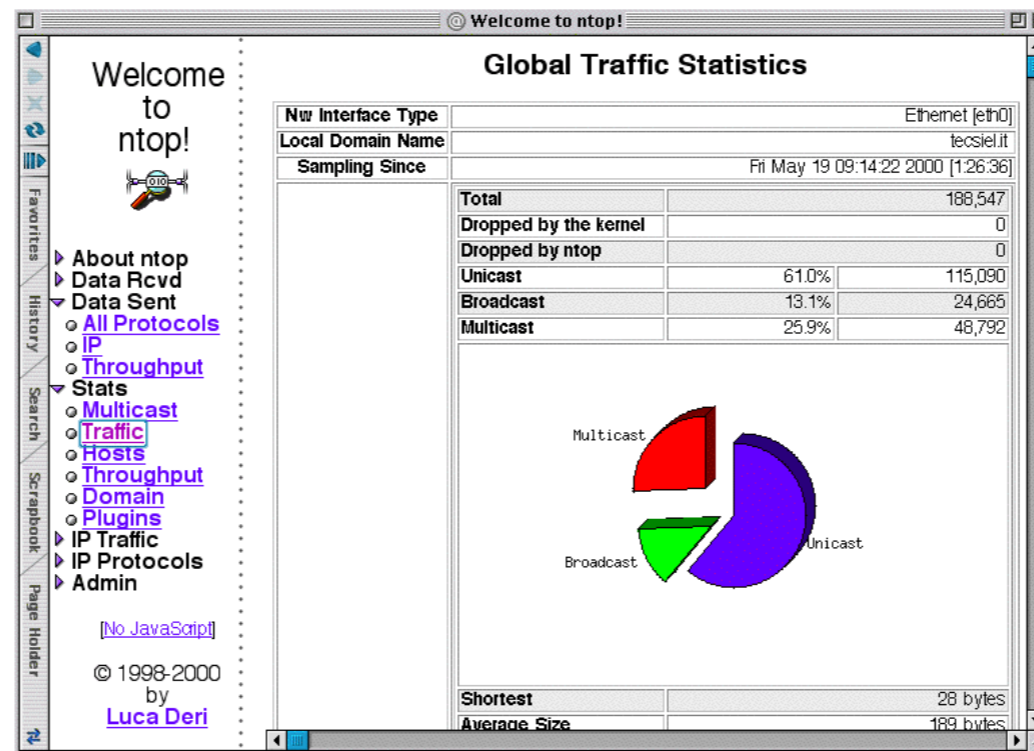 Welcome to ntop!
Favorites
History
Search
Scrapbook
Page Holder
Welcome
to
ntop!
010
About ntop
Data Rcvd
Data Sent
All Protocols
IP
Throughput
Stats
Multicast
Traffic
Hosts
Throughput
Domain
Plugins
IP Traffic
IP Protocols
Admin
[No JavaScript]
© 1998-2000
by
Luca Deri
Global Traffic Statistics
Nw Interface Type Ethernet [eth0]
Local Domain Name tecsiel.it
Sampling Since Fri May 19 09:14:22 2000 [1:26:36]
Total 188,547
Dropped by the kernel 0
Dropped by ntop 0
Unicast 61.0% 115,090
Broadcast 13.1% 24,665
Multicast 25.9% 48,792
Multicast
Unicast
Broadcast
Shortest 28 bytes
Average Size 189 bytes